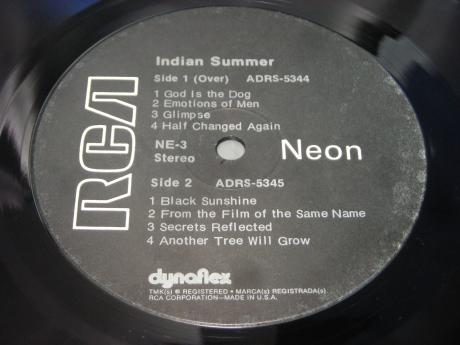 Indian Summer
Side 1 (Over) ADRS-5344
1 God Is the Dog
2 Emotions of Men
3 Glimpse
4 Half Changed Again
NE-3
Stereo
Neon
RCA
Side 2 ADRS-5345
1 Black Sunshine
2 From the Film of the Same Name
3 Secrets Reflected
4 Another Tree Will Grow
dynaflex
TMK(s) ® REGISTERED • MARCA(s) REGISTRADA(s)
RCA CORPORATION—MADE IN U.S.A.